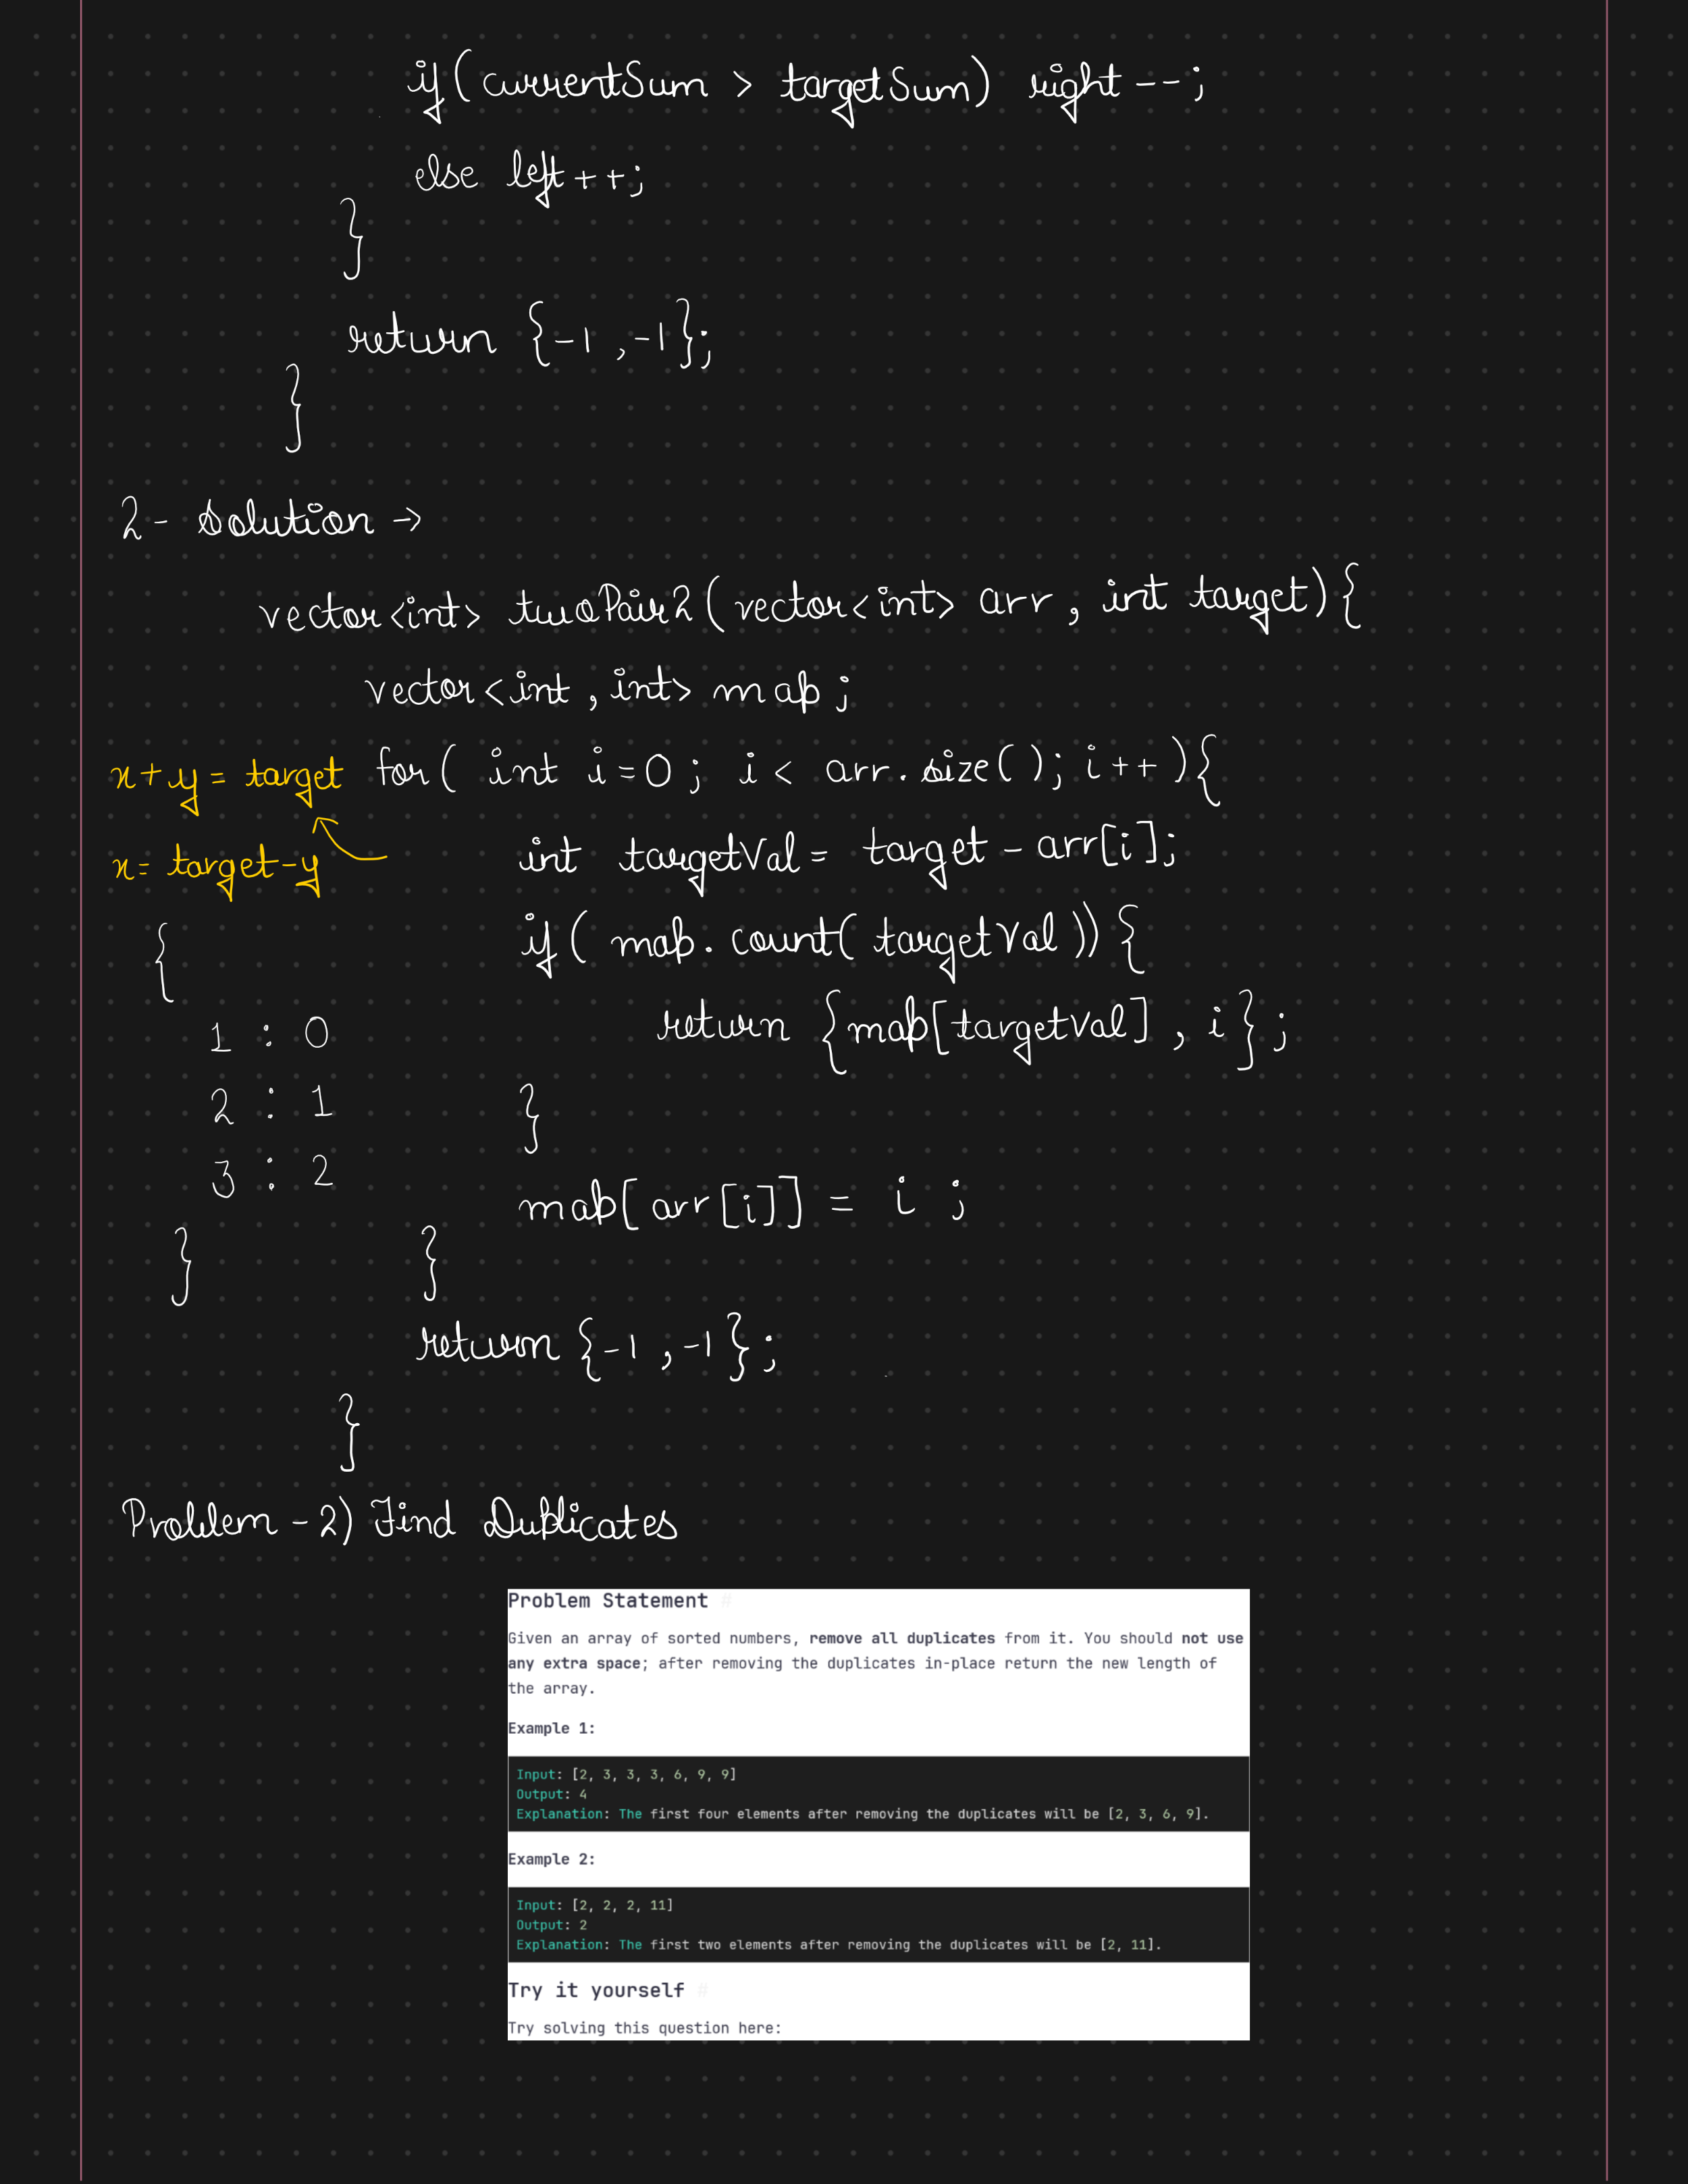 if(currentSum > targetSum) right--;
else left++;
}
return {-1,-1};
}
2- Solution →
vector<int> twoPair2(vector<int> arr, int target){
vector<int,int> map;
x+y = target for( int i=0; i < arr.size(); i++){
x= target-y int targetVal = target - arr[i];
{ if( map.count( targetVal )) {
1 : 0 return {map[targetVal], i};
2 : 1 }
3 : 2 map[arr[i]] = i ;
} }
return {-1,-1};
}
Problem - 2) Find Duplicates
Problem Statement #
Given an array of sorted numbers, remove all duplicates from it. You should not use
any extra space; after removing the duplicates in-place return the new length of
the array.
Example 1:
Input: [2, 3, 3, 3, 6, 9, 9]
Output: 4
Explanation: The first four elements after removing the duplicates will be [2, 3, 6, 9].
Example 2:
Input: [2, 2, 2, 11]
Output: 2
Explanation: The first two elements after removing the duplicates will be [2, 11].
Try it yourself #
Try solving this question here: